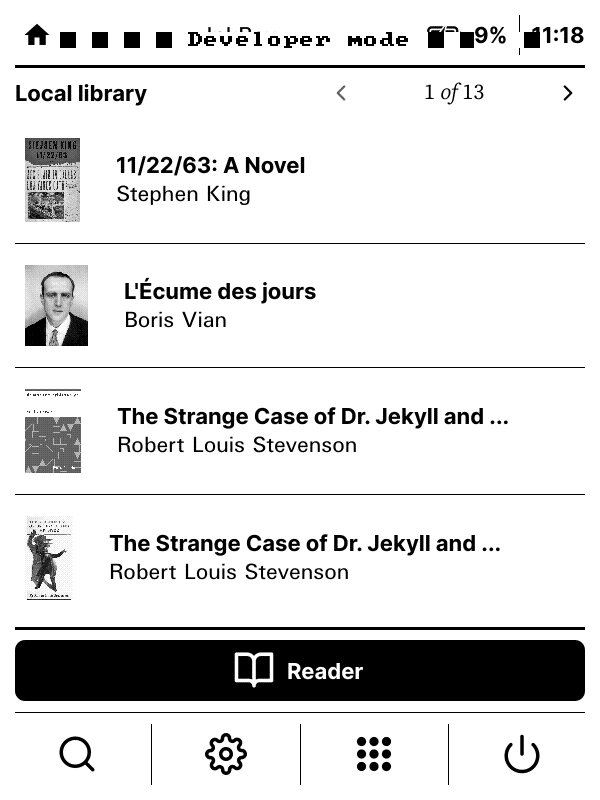 Developer mode 9% 11:18
Local library 1 of 13
STEPHEN KING
11/22/63
11/22/63: A Novel
Stephen King
L'Écume des jours
Boris Vian
The Strange Case of Dr. Jekyll and ...
Robert Louis Stevenson
The Strange Case of Dr. Jekyll and ...
Robert Louis Stevenson
Reader